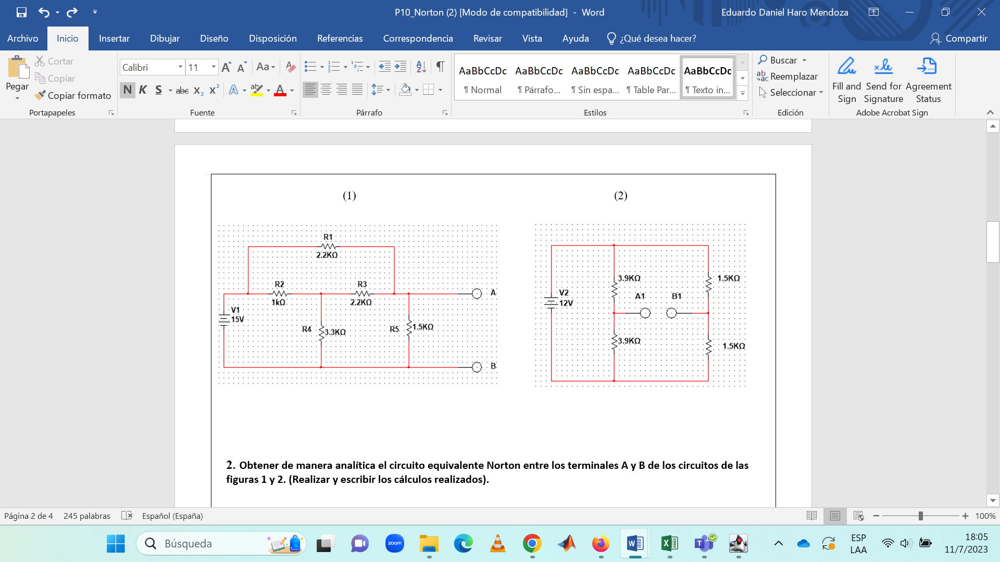 P10_Norton (2) [Modo de compatibilidad] - Word
Eduardo Daniel Haro Mendoza
Archivo Inicio Insertar Dibujar Diseño Disposición Referencias Correspondencia Revisar Vista Ayuda ¿Qué desea hacer? Compartir
Pegar
Cortar
Copiar
Copiar formato
Portapapeles
Calibri 11
Aa
N K S abc x₂ x² A ab A
Fuente
Párrafo
AaBbCcDc AaBbCcDc AaBbCcDc AaBbCcDc AaBbCcDc
¶ Normal ¶ Párrafo... ¶ Sin espa... ¶ Table Par... ¶ Texto in...
Estilos
Buscar
Reemplazar
Seleccionar
Edición
Fill and Sign
Send for Signature
Agreement Status
Adobe Acrobat Sign
(1) (2)
R1
2.2KΩ
R2
1kΩ
R3
2.2KΩ
V1
15V
R4
3.3KΩ
R5
1.5KΩ
A
B
V2
12V
3.9KΩ
1.5KΩ
A1
B1
3.9KΩ
1.5KΩ
2. Obtener de manera analítica el circuito equivalente Norton entre los terminales A y B de los circuitos de las
figuras 1 y 2. (Realizar y escribir los cálculos realizados).
Página 2 de 4 245 palabras Español (España) 100%
Búsqueda
zoom
ESP
LAA
18:05
11/7/2023